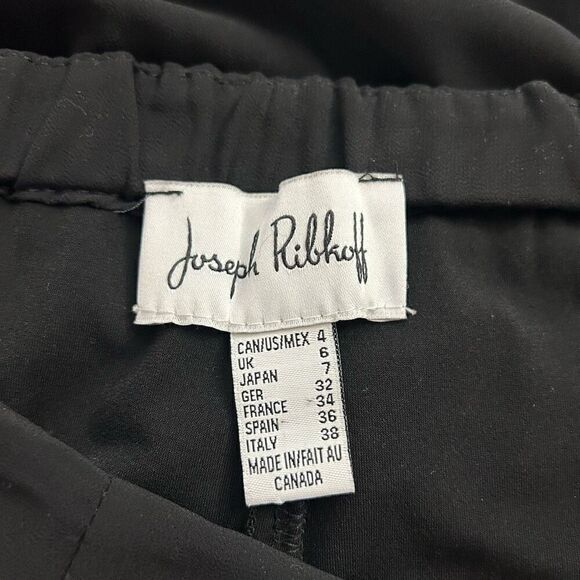 Joseph Ribkoff
CAN/US/MEX 4
UK 6
JAPAN 7
GER 32
FRANCE 34
SPAIN 36
ITALY 38
MADE IN/FAIT AU
CANADA